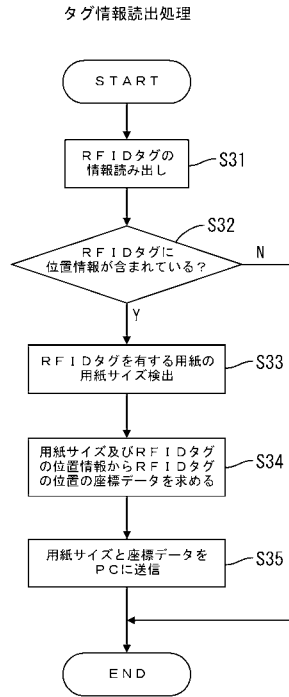 タグ情報読出処理
START
RFIDタグの
情報読み出し
S31
S32
RFIDタグに
位置情報が含まれている？
N
Y
RFIDタグを有する用紙の
用紙サイズ検出
S33
用紙サイズ及びRFIDタグ
の位置情報からRFIDタグ
の位置の座標データを求める
S34
用紙サイズと座標データを
PCに送信
S35
END